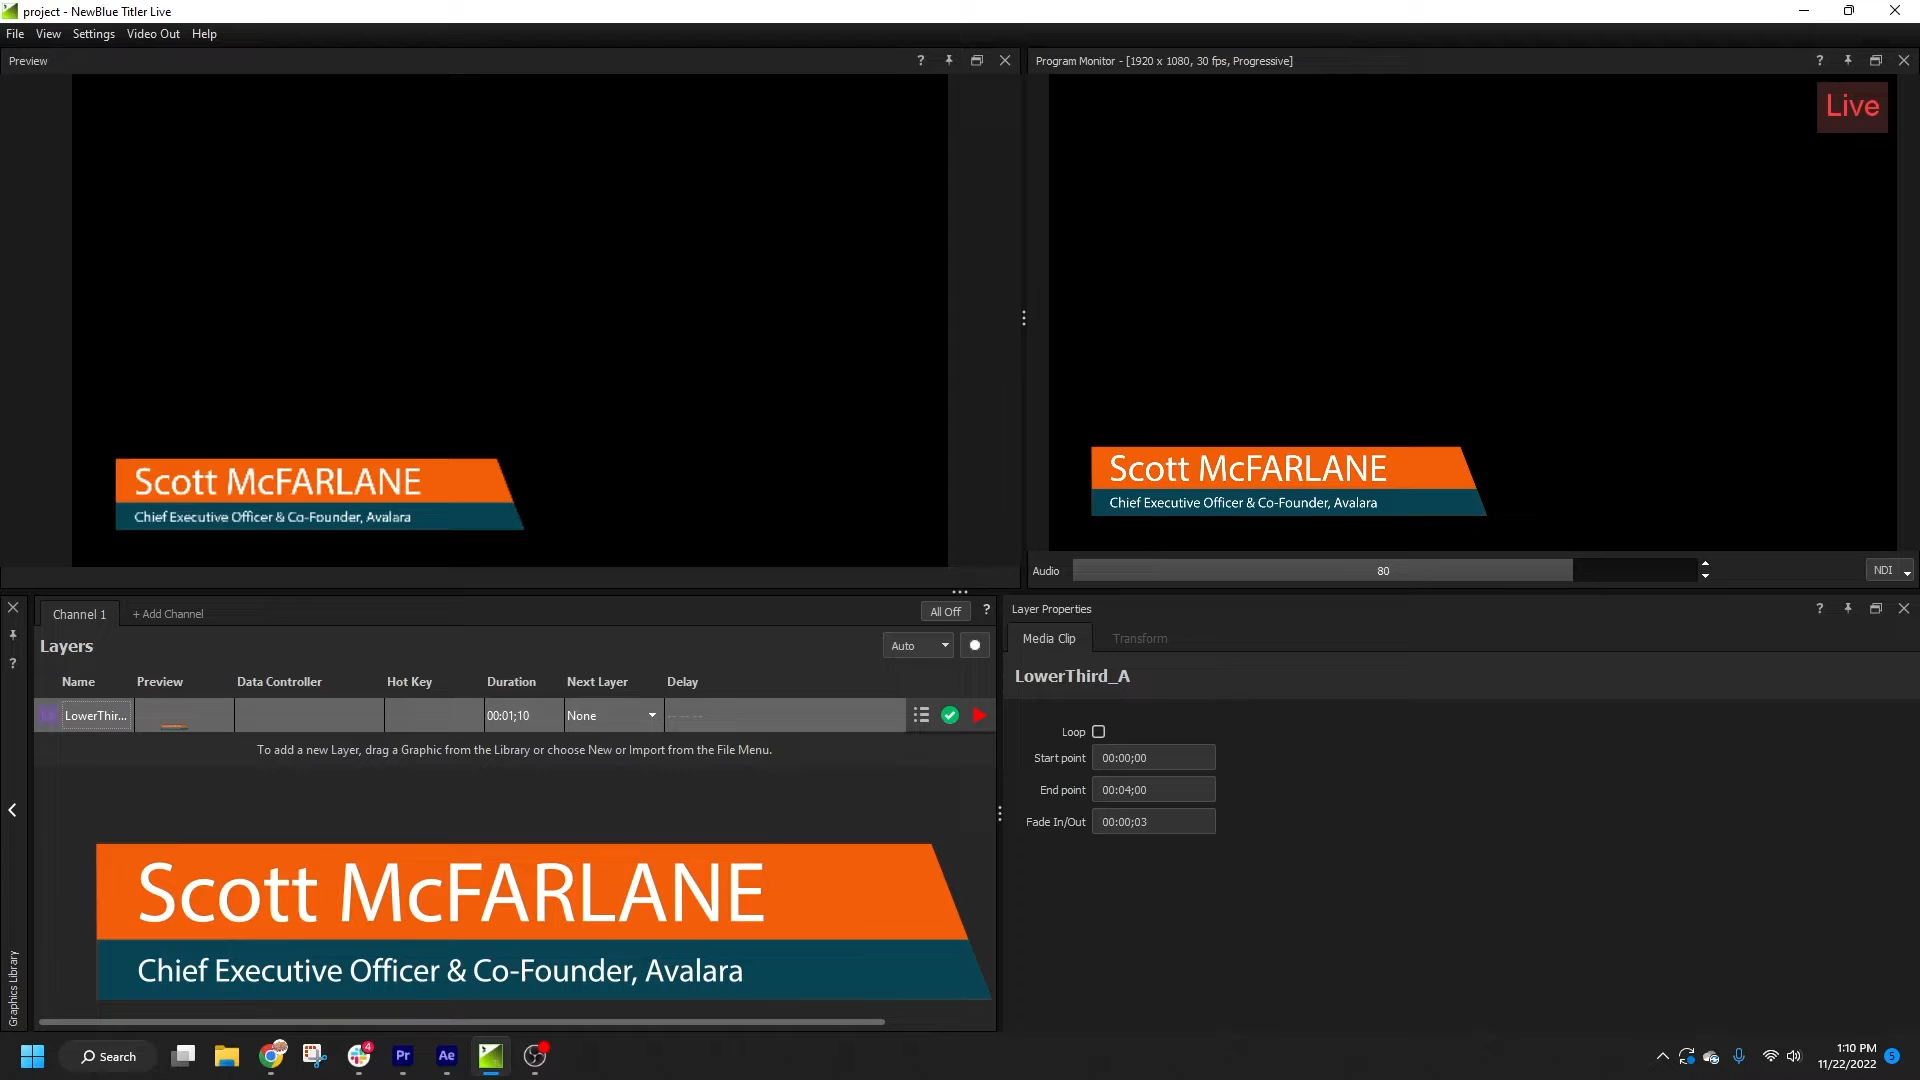 project - NewBlue Titler Live
File View Settings Video Out Help
Preview ?
Program Monitor - [1920 x 1080, 30 fps, Progressive] ?
Live
Scott McFARLANE
Chief Executive Officer & Co-Founder, Avalara
Scott McFARLANE
Chief Executive Officer & Co-Founder, Avalara
Audio 80 NDI
Channel 1 + Add Channel All Off ?
Layers Auto
?
Name Preview Data Controller Hot Key Duration Next Layer Delay
LowerThir... 00:01;10 None -- -- --
To add a new Layer, drag a Graphic from the Library or choose New or Import from the File Menu.
Scott McFARLANE
Chief Executive Officer & Co-Founder, Avalara
Graphics Library
Layer Properties ?
Media Clip Transform
LowerThird_A
Loop
Start point 00:00;00
End point 00:04;00
Fade In/Out 00:00;03
Search 4 Pr Ae
1:10 PM
11/22/2022 5